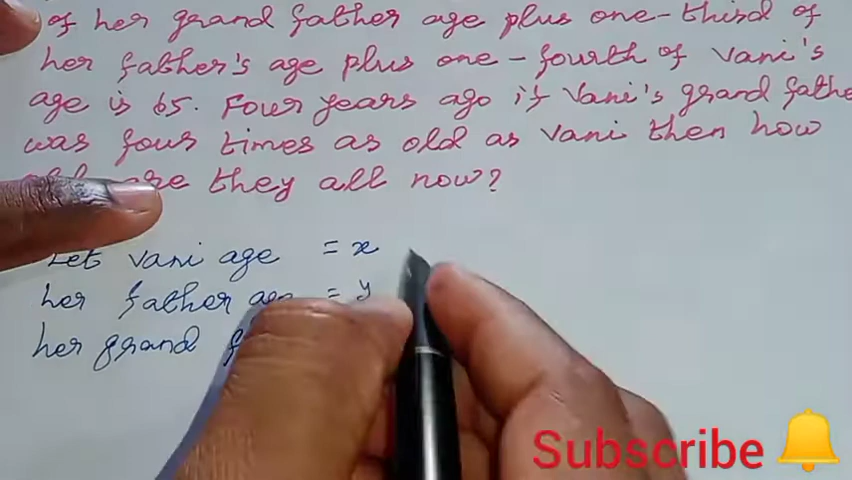 of her grand father age plus one-third of
her father's age plus one-fourth of vani's
age is 65. Four years ago if Vani's grand fathe
was four times as old as vani then how
are they all now?
Let vani age = x
her father age = y
her grand
Subscribe